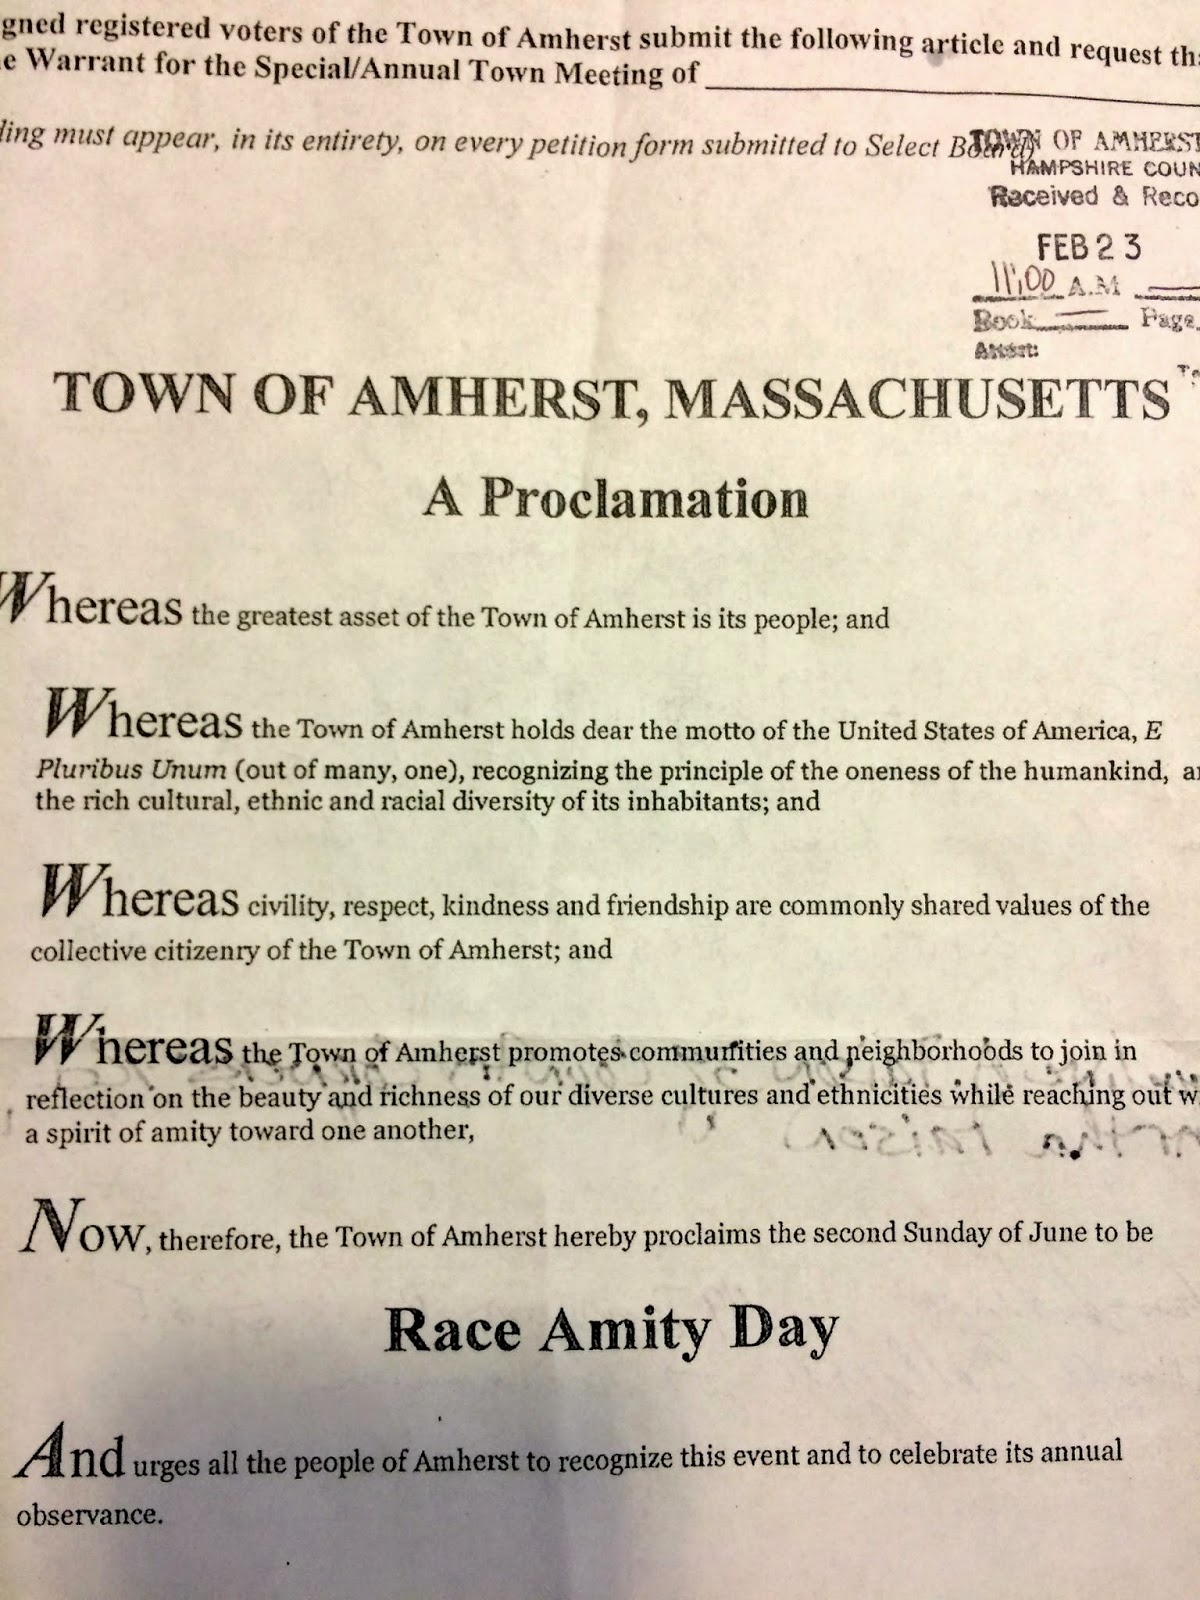 gned registered voters of the Town of Amherst submit the following article and request tha
e Warrant for the Special/Annual Town Meeting of
ding must appear, in its entirety, on every petition form submitted to Select Board)
TOWN OF AMHERST
HAMPSHIRE COUN
Received & Reco
FEB 23
11:00 A.M
Book Page
Attest:
TOWN OF AMHERST, MASSACHUSETTS
A Proclamation
Whereas the greatest asset of the Town of Amherst is its people; and
Whereas the Town of Amherst holds dear the motto of the United States of America, E
Pluribus Unum (out of many, one), recognizing the principle of the oneness of the humankind, an
the rich cultural, ethnic and racial diversity of its inhabitants; and
Whereas civility, respect, kindness and friendship are commonly shared values of the
collective citizenry of the Town of Amherst; and
Whereas the Town of Amherst promotes communities and neighborhoods to join in
reflection on the beauty and richness of our diverse cultures and ethnicities while reaching out w
a spirit of amity toward one another,
Now, therefore, the Town of Amherst hereby proclaims the second Sunday of June to be
Race Amity Day
And urges all the people of Amherst to recognize this event and to celebrate its annual
observance.